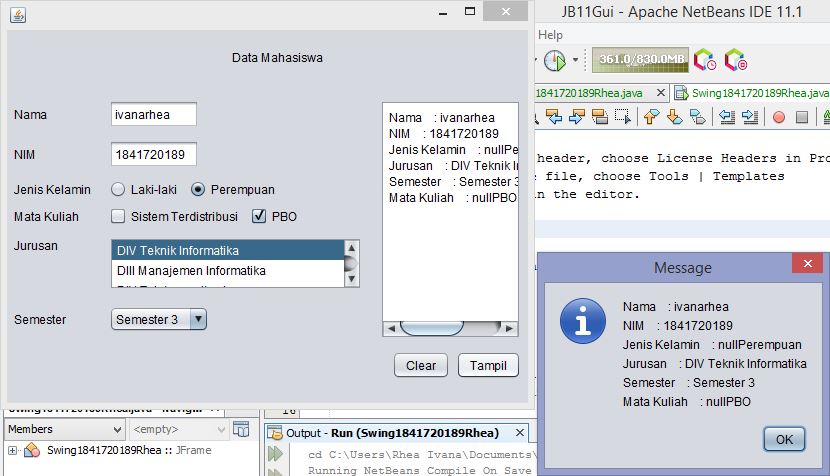 Data Mahasiswa
Nama ivanarhea
NIM 1841720189
Jenis Kelamin Laki-laki Perempuan
Mata Kuliah Sistem Terdistribusi PBO
Jurusan DIV Teknik Informatika
DIII Manajemen Informatika
Semester Semester 3
Nama : ivanarhea
NIM : 1841720189
Jenis Kelamin : nullPe
Jurusan : DIV Teknik I
Semester : Semester 3
Mata Kuliah : nullPBO
Clear Tampil
JB11Gui - Apache NetBeans IDE 11.1
Help
361.0/830.0MB
1841720189Rhea.java Swing1841720189Rhea.java
header, choose License Headers in Pro
file, choose Tools | Templates
in the editor.
Message
Nama : ivanarhea
NIM : 1841720189
Jenis Kelamin : nullPerempuan
Jurusan : DIV Teknik Informatika
Semester : Semester 3
Mata Kuliah : nullPBO
OK
Members <empty>
Swing1841720189Rhea :: JFrame
Output - Run (Swing1841720189Rhea)
cd C:\Users\Rhea Ivana\Documents\
Running NetBeans Compile On Save